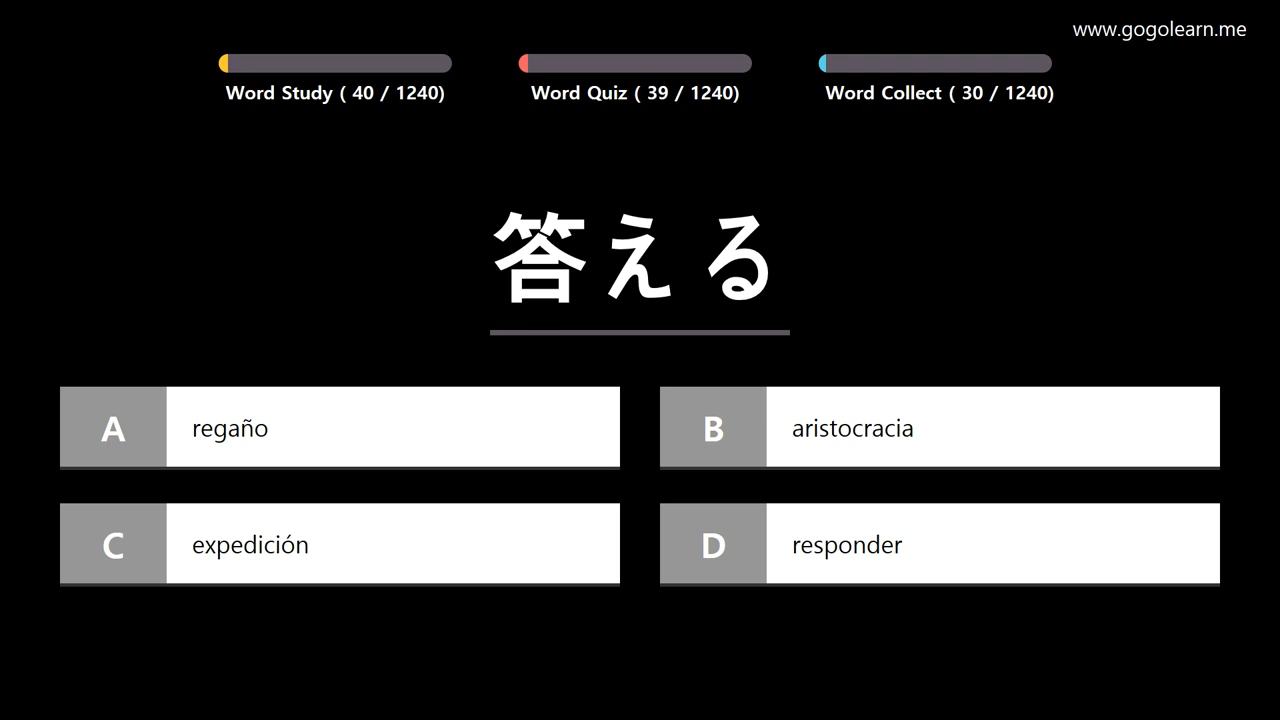 www.gogolearn.me
Word Study ( 40 / 1240)
Word Quiz ( 39 / 1240)
Word Collect ( 30 / 1240)
答える
A regaño
B aristocracia
C expedición
D responder